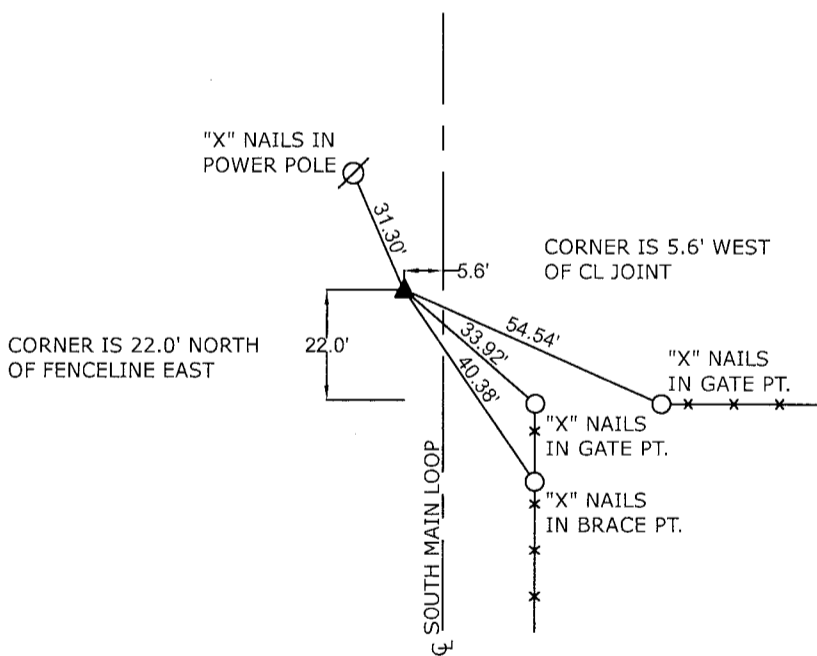 "X" NAILS IN
POWER POLE
31.30'
5.6'
CORNER IS 5.6' WEST
OF CL JOINT
CORNER IS 22.0' NORTH
OF FENCELINE EAST
22.0'
54.54'
33.92'
40.38'
"X" NAILS
IN GATE PT.
"X" NAILS
IN GATE PT.
"X" NAILS
IN BRACE PT.
℄ SOUTH MAIN LOOP